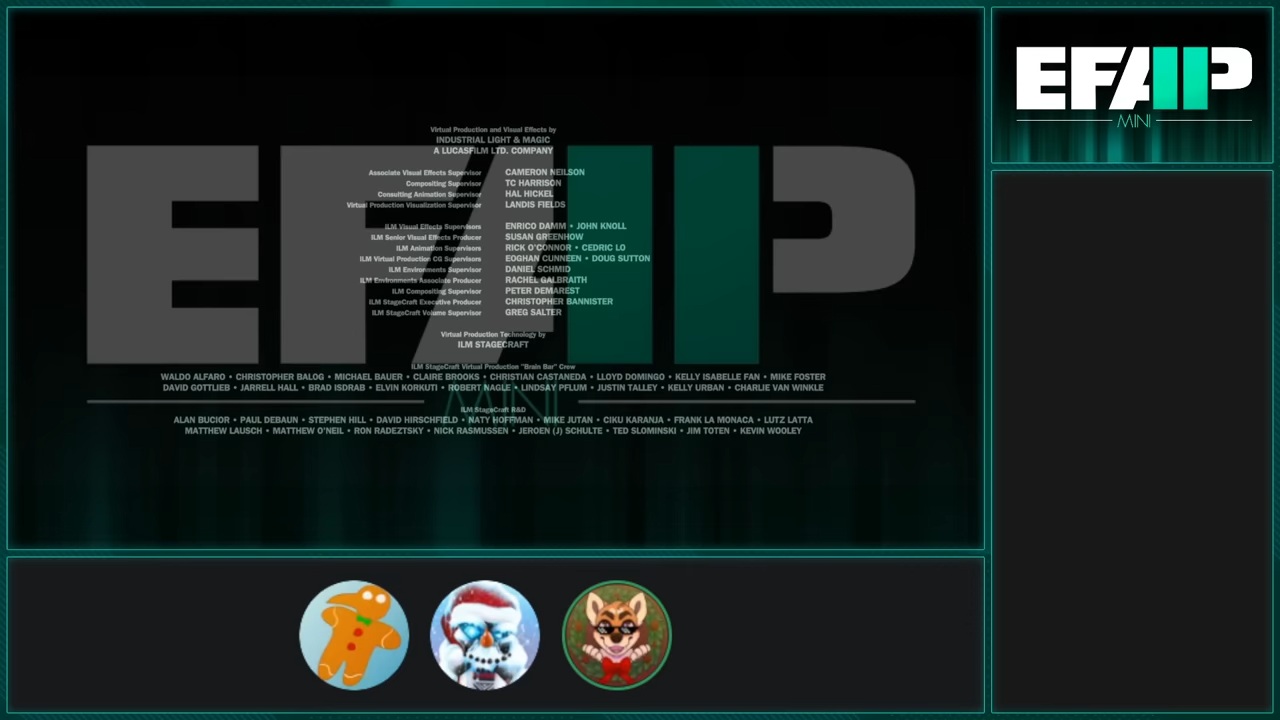 Virtual Production and Visual Effects by
INDUSTRIAL LIGHT & MAGIC
A LUCASFILM LTD. COMPANY
Associate Visual Effects Supervisor CAMERON NEILSON
Compositing Supervisor TC HARRISON
Consulting Animation Supervisor HAL HICKEL
Virtual Production Visualization Supervisor LANDIS FIELDS
ILM Visual Effects Supervisors ENRICO DAMM • JOHN KNOLL
ILM Senior Visual Effects Producer SUSAN GREENHOW
ILM Animation Supervisors RICK O'CONNOR • CEDRIC LO
ILM Virtual Production CG Supervisors EOGHAN CUNNEEN • DOUG SUTTON
ILM Environments Supervisor DANIEL SCHMID
ILM Environments Associate Producer RACHEL GALBRAITH
ILM Compositing Supervisor PETER DEMAREST
ILM StageCraft Executive Producer CHRISTOPHER BANNISTER
ILM StageCraft Volume Supervisor GREG SALTER
Virtual Production Technology by
ILM STAGECRAFT
ILM StageCraft Virtual Production "Brain Bar" Crew
WALDO ALFARO • CHRISTOPHER BALOG • MICHAEL BAUER • CLAIRE BROOKS • CHRISTIAN CASTANEDA • LLOYD DOMINGO • KELLY ISABELLE FAN • MIKE FOSTER
DAVID GOTTLIEB • JARRELL HALL • BRAD ISDRAB • ELVIN KORKUTI • ROBERT NAGLE • LINDSAY PFLUM • JUSTIN TALLEY • KELLY URBAN • CHARLIE VAN WINKLE
ILM StageCraft R&D
ALAN BUCIOR • PAUL DEBAUN • STEPHEN HILL • DAVID HIRSCHFIELD • NATY HOFFMAN • MIKE JUTAN • CIKU KARANJA • FRANK LA MONACA • LUTZ LATTA
MATTHEW LAUSCH • MATTHEW O'NEIL • RON RADEZTSKY • NICK RASMUSSEN • JEROEN (J) SCHULTE • TED SLOMINSKI • JIM TOTEN • KEVIN WOOLEY
EFAP
MINI
EFAP
MINI